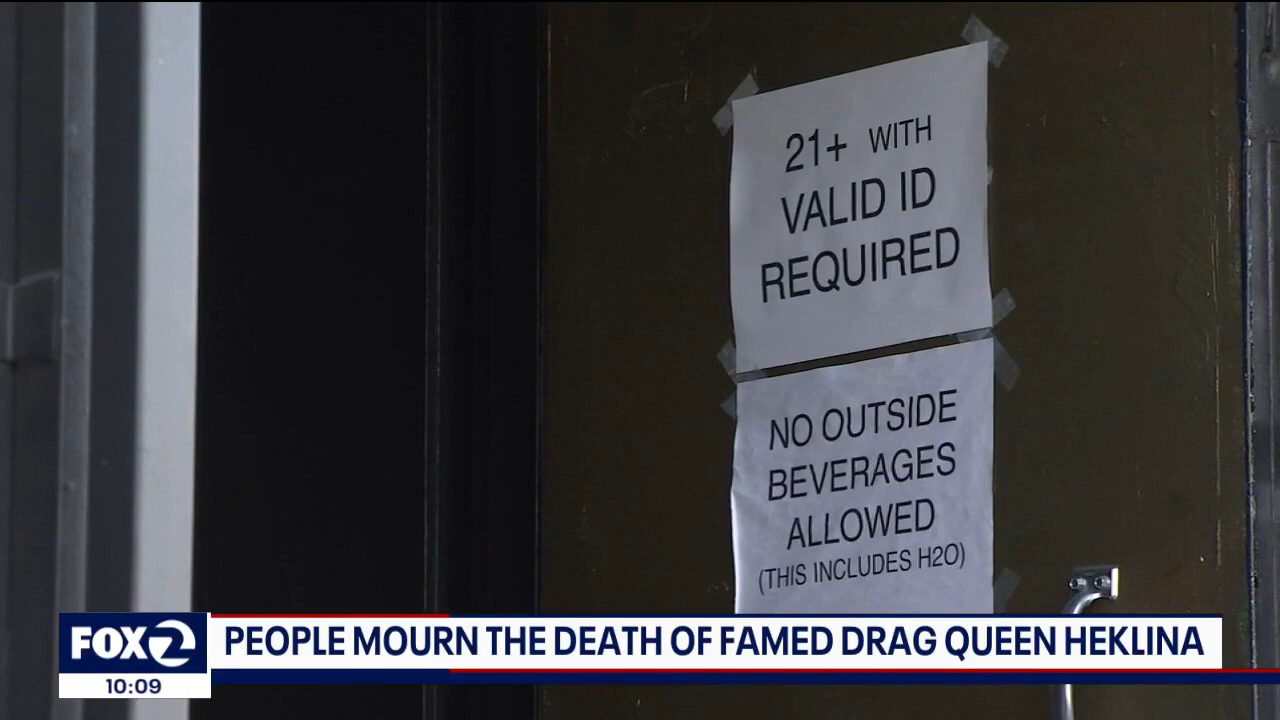 21+ WITH
VALID ID
REQUIRED
NO OUTSIDE
BEVERAGES
ALLOWED
(THIS INCLUDES H2O)
FOX 2
10:09
PEOPLE MOURN THE DEATH OF FAMED DRAG QUEEN HEKLINA